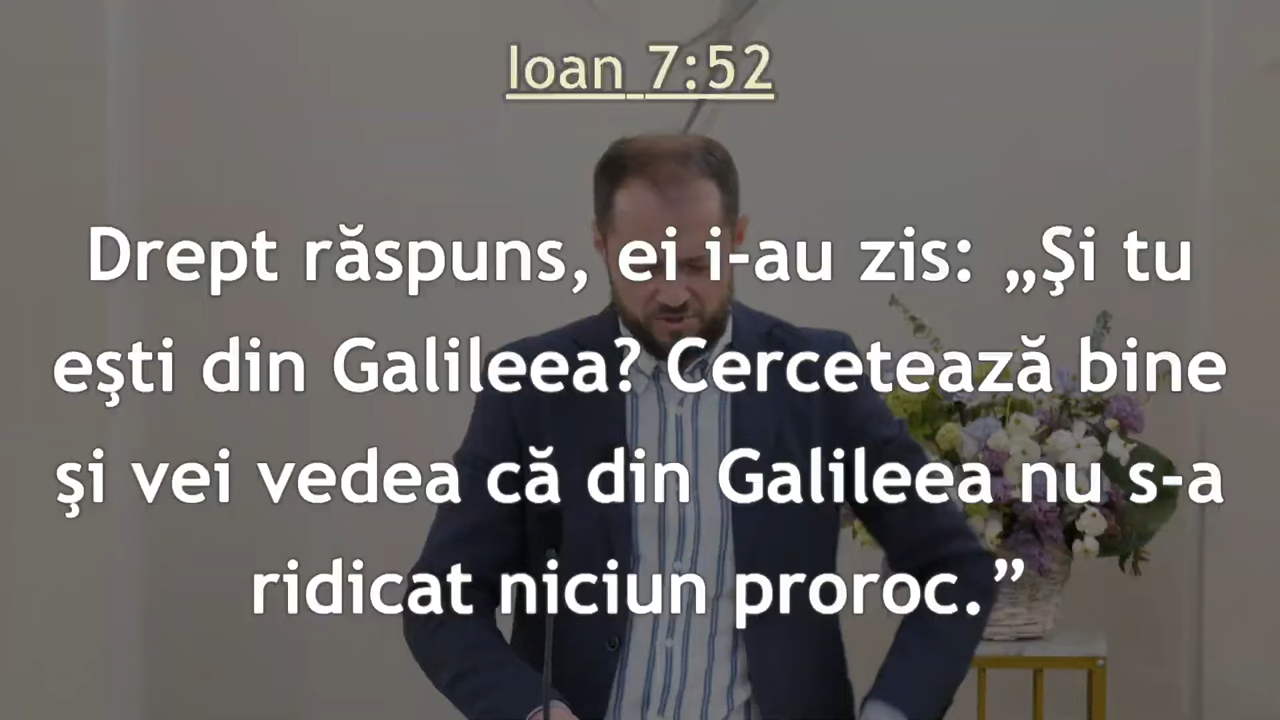 Ioan 7:52
Drept răspuns, ei i-au zis: „Şi tu
eşti din Galileea? Cercetează bine
şi vei vedea că din Galileea nu s-a
ridicat niciun proroc.”